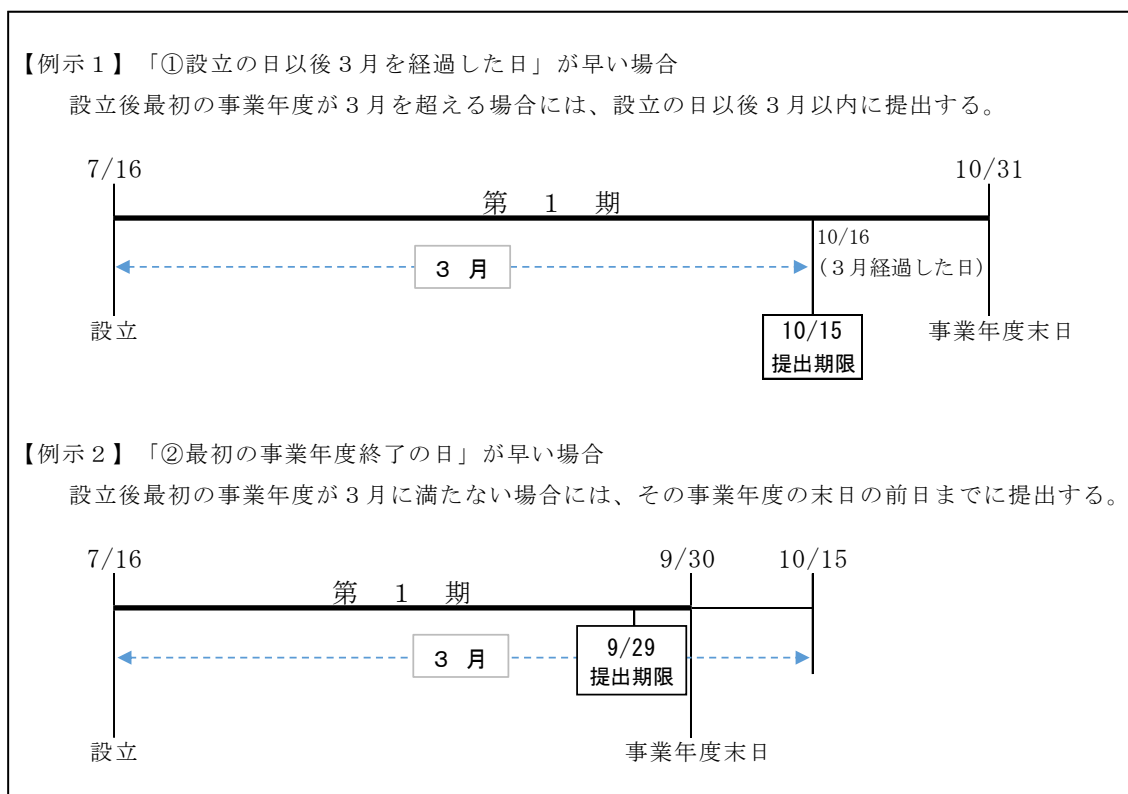 【例示１】「①設立の日以後３月を経過した日」が早い場合
設立後最初の事業年度が３月を超える場合には、設立の日以後３月以内に提出する。
7/16
10/31
第　１　期
３ 月
10/16
(３月経過した日)
設立
10/15
提出期限
事業年度末日
【例示２】「②最初の事業年度終了の日」が早い場合
設立後最初の事業年度が３月に満たない場合には、その事業年度の末日の前日までに提出する。
7/16
9/30
10/15
第　１　期
３ 月
9/29
提出期限
設立
事業年度末日